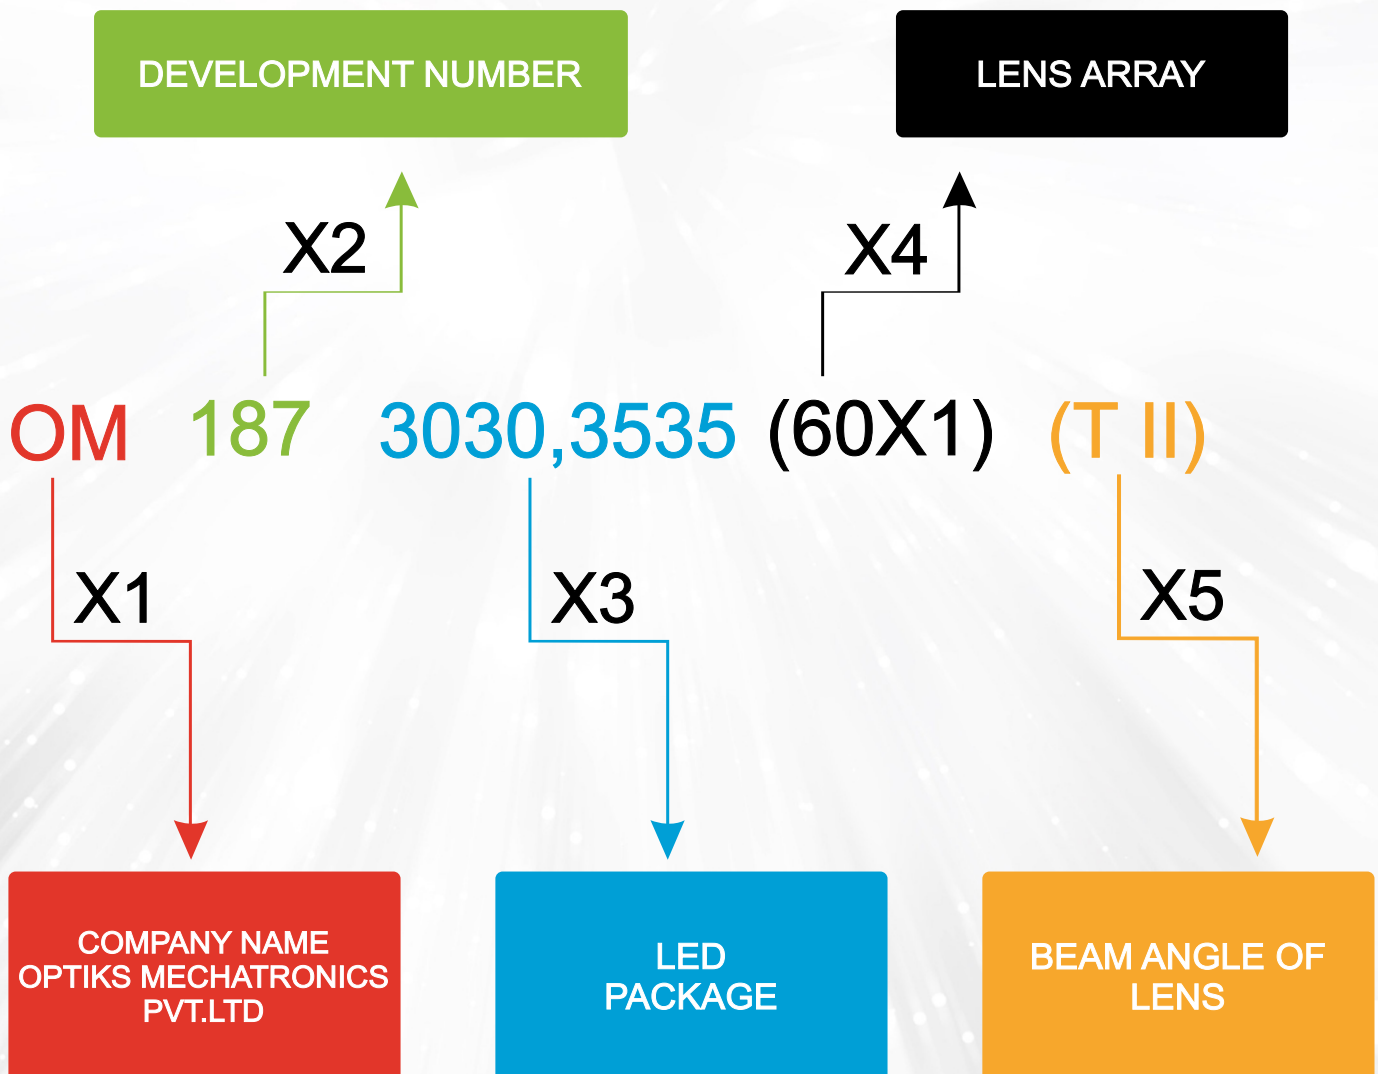 DEVELOPMENT NUMBER
LENS ARRAY
X2
X4
OM 187 3030,3535 (60X1) (T II)
X1
X3
X5
COMPANY NAME
OPTIKS MECHATRONICS
PVT.LTD
LED
PACKAGE
BEAM ANGLE OF
LENS